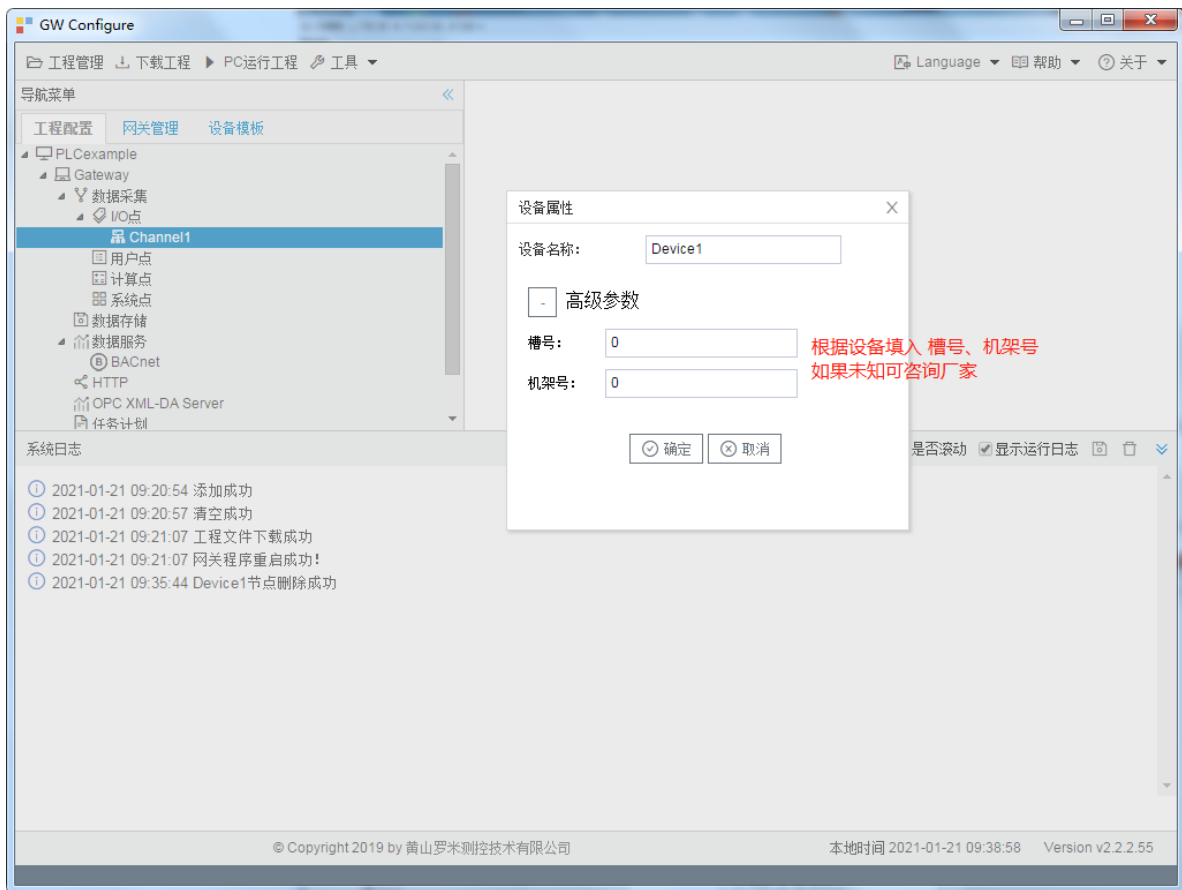 GW Configure
工程管理 下载工程 PC运行工程 工具 Language 帮助 关于
导航菜单
工程配置 网关管理 设备模板
PLCexample
Gateway
数据采集
I/O点
Channel1
用户点
计算点
系统点
数据存储
数据服务
BACnet
HTTP
OPC XML-DA Server
任务计划
设备属性
设备名称: Device1
- 高级参数
槽号: 0
机架号: 0
根据设备填入 槽号、机架号
如果未知可咨询厂家
确定 取消
系统日志
是否滚动 显示运行日志
2021-01-21 09:20:54 添加成功
2021-01-21 09:20:57 清空成功
2021-01-21 09:21:07 工程文件下载成功
2021-01-21 09:21:07 网关程序重启成功!
2021-01-21 09:35:44 Device1节点删除成功
© Copyright 2019 by 黄山罗米测控技术有限公司
本地时间 2021-01-21 09:38:58 Version v2.2.2.55